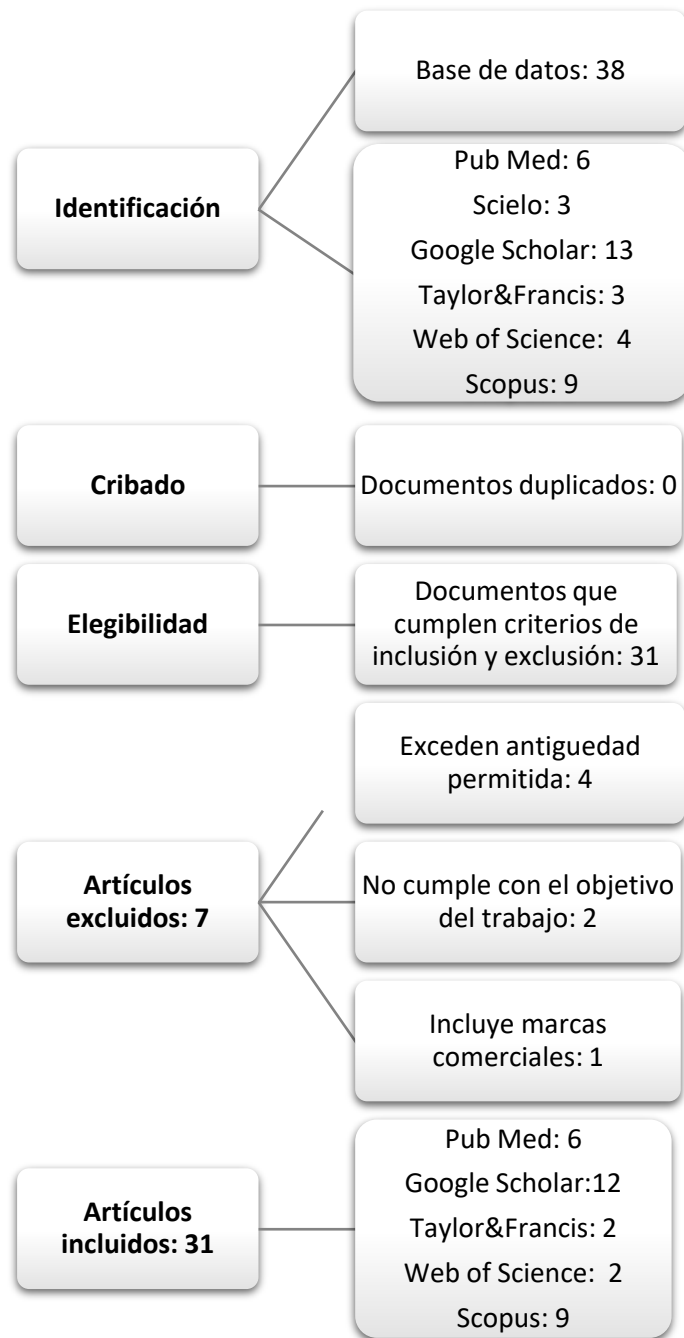 Identificación
Base de datos: 38
Pub Med: 6
Scielo: 3
Google Scholar: 13
Taylor&Francis: 3
Web of Science:  4
Scopus: 9
Cribado
Documentos duplicados: 0
Elegibilidad
Documentos que
cumplen criterios de
inclusión y exclusión: 31
Artículos
excluidos: 7
Exceden antiguedad
permitida: 4
No cumple con el objetivo
del trabajo: 2
Incluye marcas
comerciales: 1
Artículos
incluidos: 31
Pub Med: 6
Google Scholar:12
Taylor&Francis: 2
Web of Science:  2
Scopus: 9